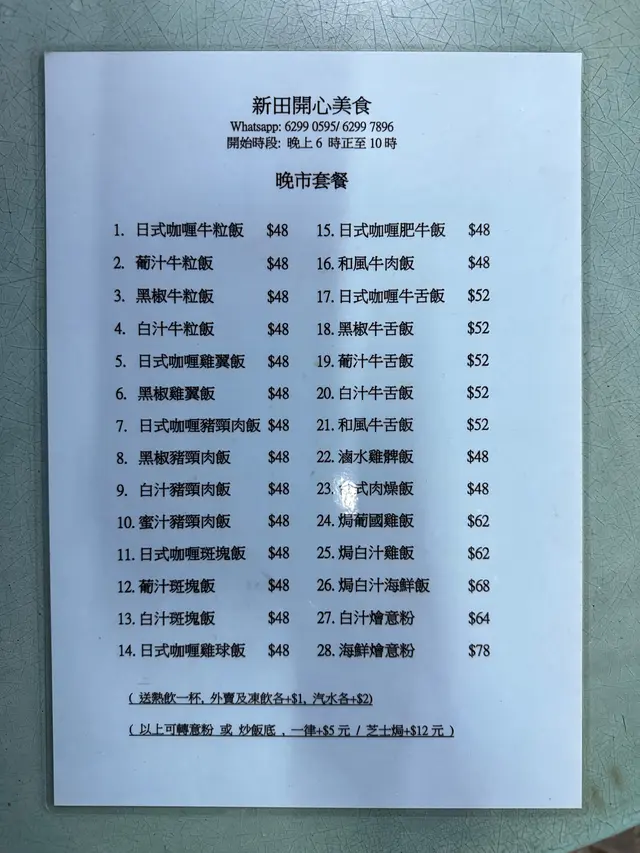 新田開心美食
Whatsapp: 6299 0595/ 6299 7896
開始時段: 晚上 6 時正至 10 時
晚市套餐
1. 日式咖喱牛粒飯 $48
2. 葡汁牛粒飯 $48
3. 黑椒牛粒飯 $48
4. 白汁牛粒飯 $48
5. 日式咖喱雞翼飯 $48
6. 黑椒雞翼飯 $48
7. 日式咖喱豬頸肉飯 $48
8. 黑椒豬頸肉飯 $48
9. 白汁豬頸肉飯 $48
10. 蜜汁豬頸肉飯 $48
11. 日式咖喱斑塊飯 $48
12. 葡汁斑塊飯 $48
13. 白汁斑塊飯 $48
14. 日式咖喱雞球飯 $48
15. 日式咖喱肥牛飯 $48
16. 和風牛肉飯 $48
17. 日式咖喱牛舌飯 $52
18. 黑椒牛舌飯 $52
19. 葡汁牛舌飯 $52
20. 白汁牛舌飯 $52
21. 和風牛舌飯 $52
22. 滷水雞髀飯 $48
23. 式肉燥飯 $48
24. 焗葡國雞飯 $62
25. 焗白汁雞飯 $62
26. 焗白汁海鮮飯 $68
27. 白汁燴意粉 $64
28. 海鮮燴意粉 $78
( 送熱飲一杯, 外賣及凍飲各+$1, 汽水各+$2)
( 以上可轉意粉 或 炒飯底 , 一律+$5 元 / 芝士焗+$12 元 )